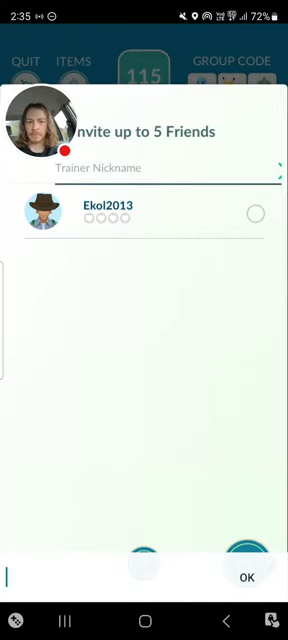 2:35
72%
QUIT
ITEMS
GROUP CODE
115
nvite up to 5 Friends
Trainer Nickname
Ekol2013
OK